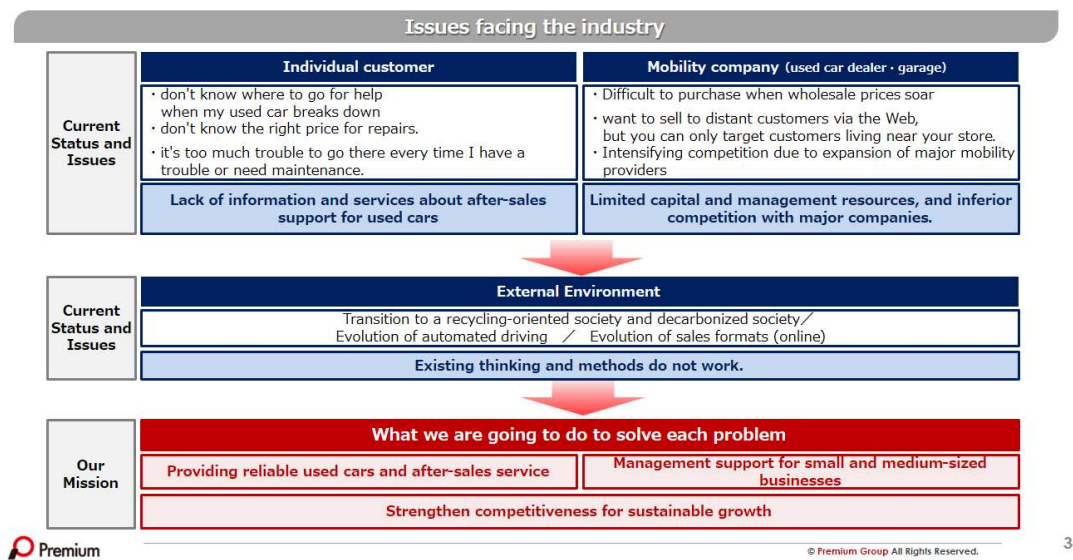 Issues facing the industry
Current
Status and
Issues
Individual customer
・don't know where to go for help
when my used car breaks down
・don't know the right price for repairs.
・it's too much trouble to go there every time I have a
trouble or need maintenance.
Lack of information and services about after-sales
support for used cars
Mobility company (used car dealer・garage)
・Difficult to purchase when wholesale prices soar
・want to sell to distant customers via the Web,
but you can only target customers living near your store.
・Intensifying competition due to expansion of major mobility
providers
Limited capital and management resources, and inferior
competition with major companies.
Current
Status and
Issues
External Environment
Transition to a recycling-oriented society and decarbonized society／
Evolution of automated driving ／ Evolution of sales formats (online)
Existing thinking and methods do not work.
Our
Mission
What we are going to do to solve each problem
Providing reliable used cars and after-sales service
Management support for small and medium-sized
businesses
Strengthen competitiveness for sustainable growth
Premium
© Premium Group All Rights Reserved.
3